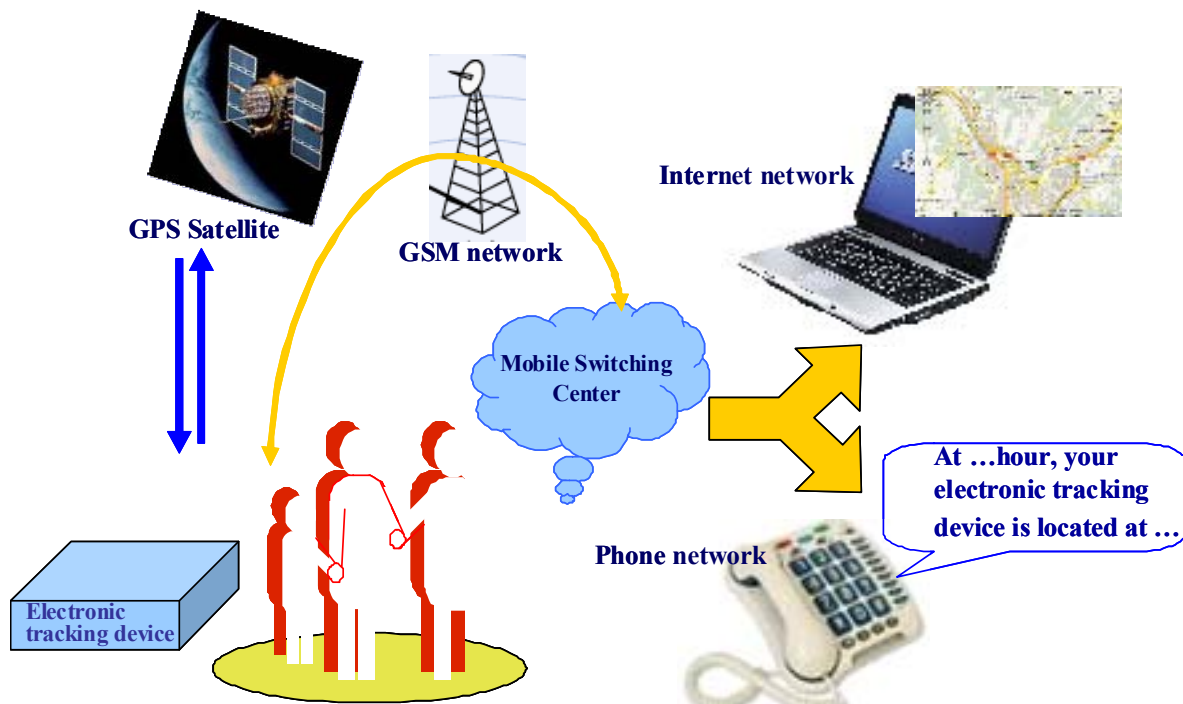 GPS Satellite
GSM network
Internet network
Mobile Switching
Center
At …hour, your
electronic tracking
device is located at …
Phone network
Electronic
tracking device